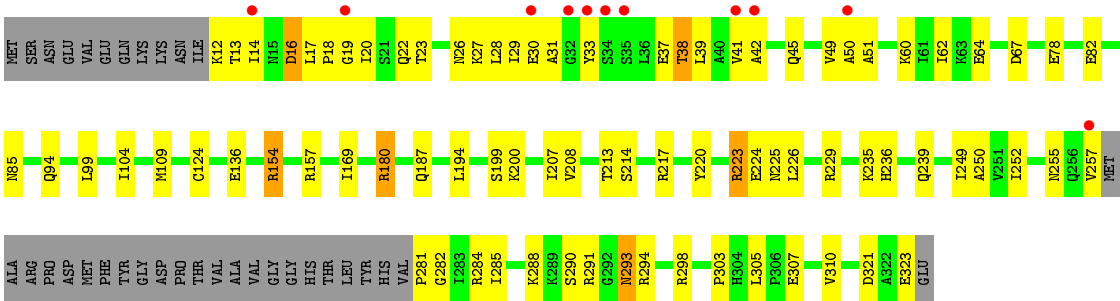 MET SER ASN GLU VAL GLU GLN LYS LYS ASN ILE K12 T13 I14 N15 D16 L17 P18 G19 I20 S21 Q22 T23 N26 K27 L28 I29 E30 A31 G32 Y33 S34 S35 L36 E37 T38 L39 A40 V41 A42 Q45 V49 A50 A51 K60 I61 I62 K63 E64 D67 E78 E82
N85 Q94 L99 I104 M109 C124 E136 R154 R157 I169 R180 Q187 L194 S199 K200 I207 V208 T213 S214 R217 Y220 R223 E224 N225 L226 R229 K235 H236 Q239 I249 A250 V251 I252 N255 Q256 V257 MET
ALA ARG PRO ASP MET PHE TYR GLY ASP PRO THR VAL ALA VAL GLY GLY HIS THR LEU TYR HIS VAL P281 G282 I283 R284 I285 K288 K289 S290 R291 G292 N293 R294 R298 P303 H304 L305 P306 E307 V310 D321 A322 E323 GLU